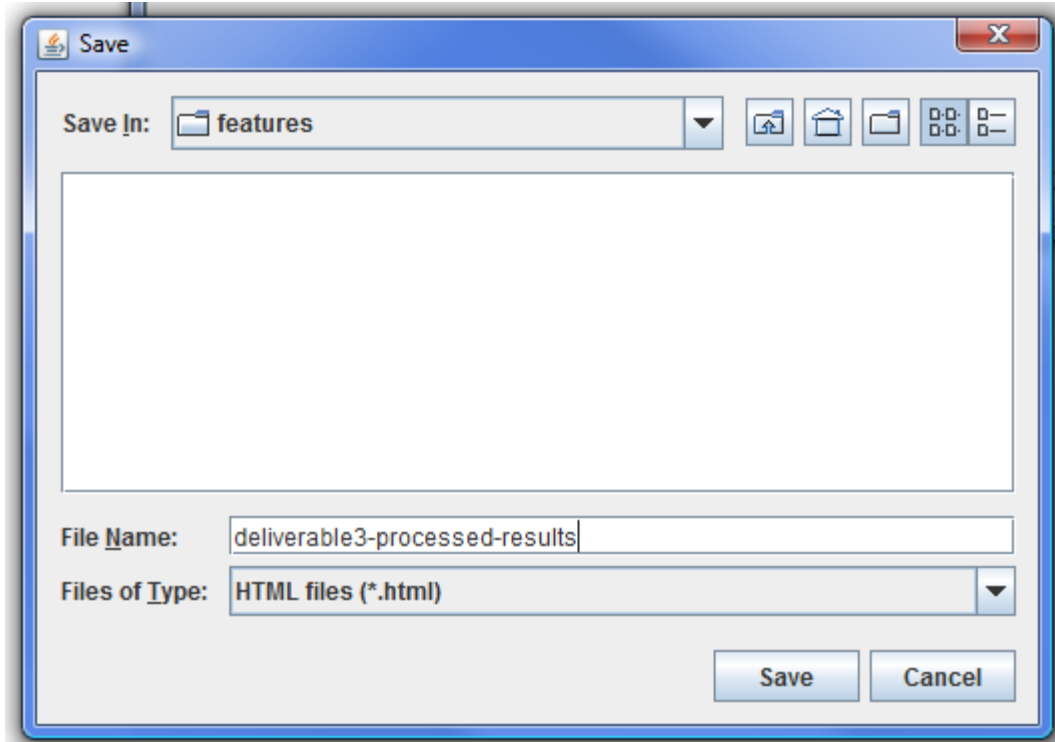 Save
Save In: features
File Name: deliverable3-processed-results
Files of Type: HTML files (*.html)
Save Cancel